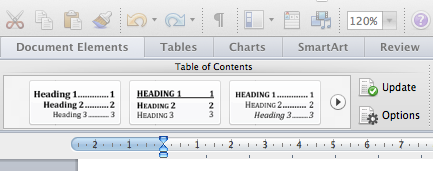 120%
Document Elements Tables Charts SmartArt Review
Table of Contents
Heading 1............. 1
Heading 2.......... 2
Heading 3......... 3
HEADING 1 1
HEADING 2 2
HEADING 3 3
HEADING 1............. 1
HEADING 2............ 2
Heading 3.........3
Update
Options
2 1 1 2 3 4 5 6 7